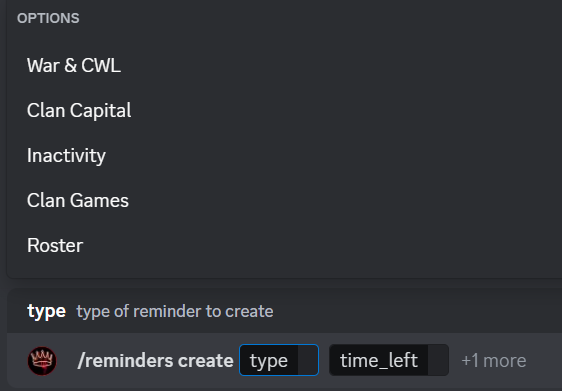 OPTIONS
War & CWL
Clan Capital
Inactivity
Clan Games
Roster
type type of reminder to create
/reminders create type time_left +1 more